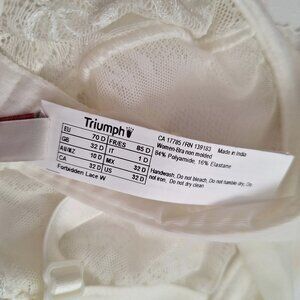 Triumph
EU 70 D FR/ES 85 D
GB 32 D IT 1 D
AU/NZ 10 D MX 32 D
CA 32 D US 32 D
Forbidden Lace W
CA 17785 / RN 139183 Made in India
Women-Bra non molded
84% Polyamide, 16% Elastane
Handwash. Do not bleach. Do not tumble dry. Do
not iron. Do not dry clean.